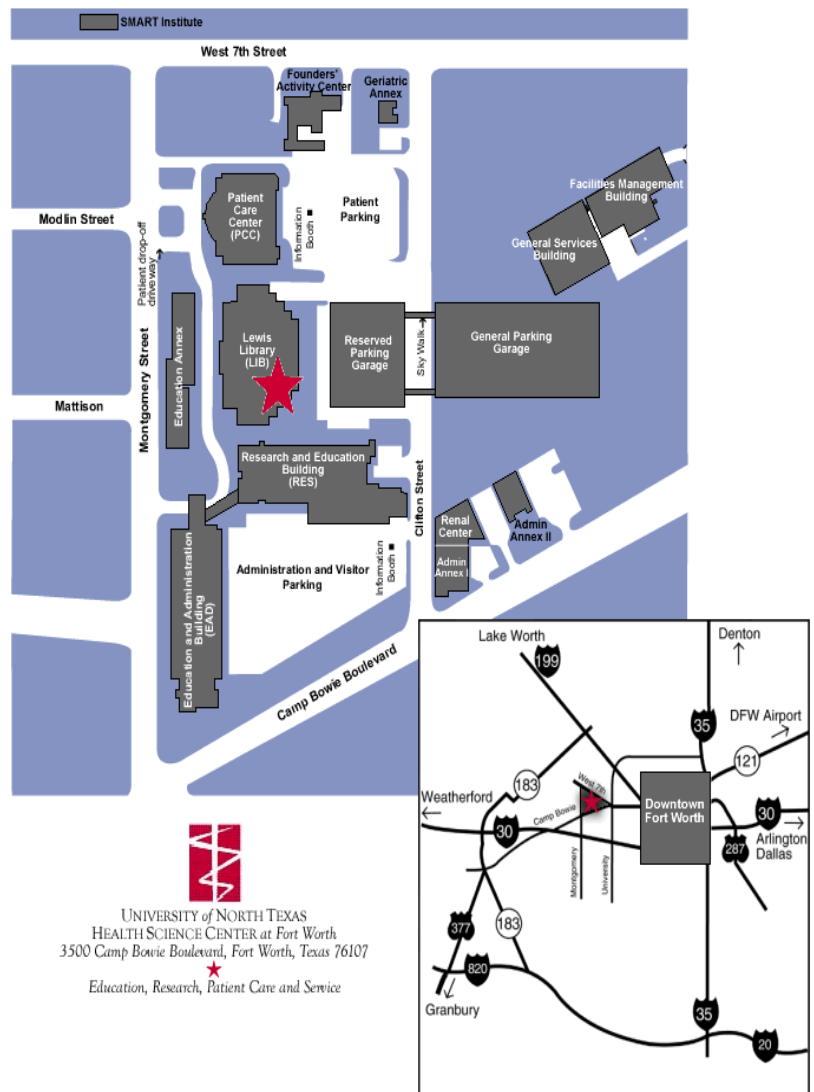 SMART Institute
West 7th Street
Founders'
Activity Center
Geriatric
Annex
Facilities Management
Building
Patient
Care
Center
(PCC)
Information
Booth
Patient
Parking
Modlin Street
General Services
Building
Patient drop-off
driveway
Montgomery Street
Education Annex
Lewis
Library
(LIB)
Reserved
Parking
Garage
Sky Walk
General Parking
Garage
Mattison
Research and Education
Building
(RES)
Clifton Street
Renal
Center
Admin
Annex I
Admin
Annex II
Education and Administration
Building
(EAD)
Administration and Visitor
Parking
Information
Booth
Camp Bowie Boulevard
Lake Worth
Denton
199
35
DFW Airport
121
183
West 7th
Weatherford
Camp Bowie
Downtown
Fort Worth
30
30
Arlington
Dallas
287
Montgomery
University
183
377
820
Granbury
35
20
UNIVERSITY of NORTH TEXAS
HEALTH SCIENCE CENTER at Fort Worth
3500 Camp Bowie Boulevard, Fort Worth, Texas 76107
Education, Research, Patient Care and Service